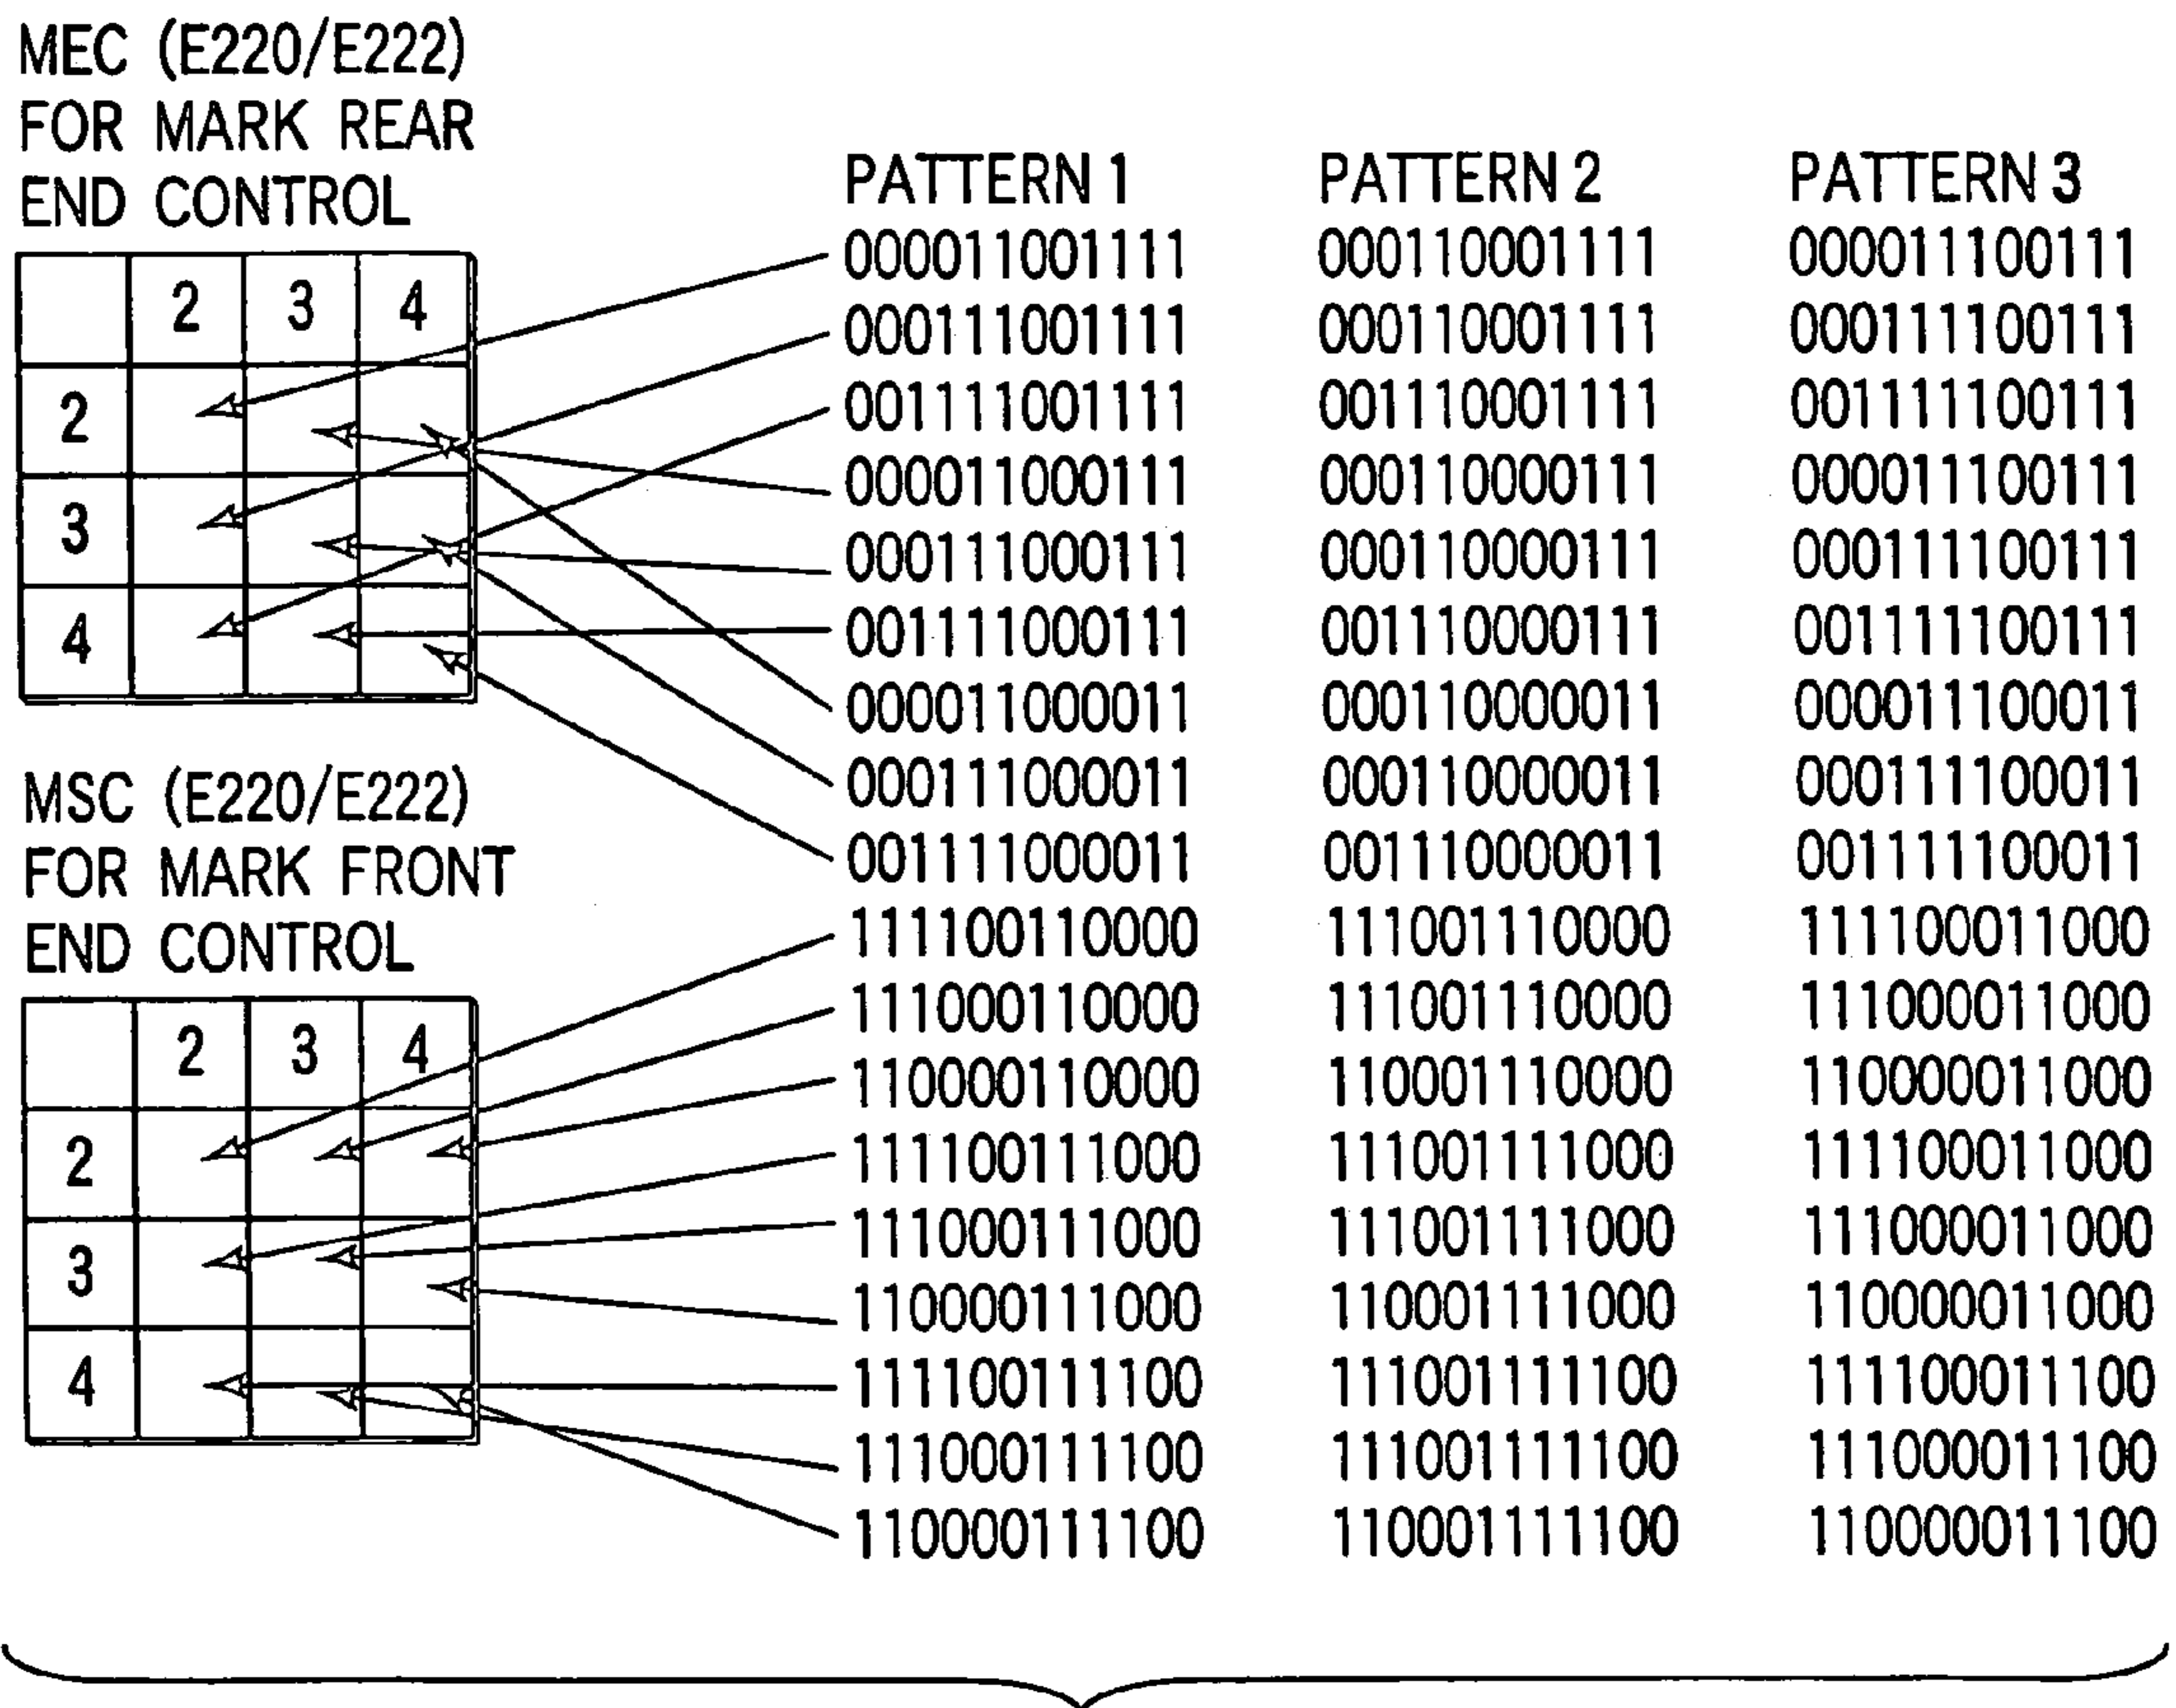 MEC (E220/E222)
FOR MARK REAR
END CONTROL
2 3 4
2
3
4
MSC (E220/E222)
FOR MARK FRONT
END CONTROL
2 3 4
2
3
4
PATTERN 1 PATTERN 2 PATTERN 3
000011001111 000110001111 000011100111
000111001111 000110001111 000111100111
001111001111 001110001111 001111100111
000011000111 000110000111 000011100111
000111000111 000110000111 000111100111
001111000111 001110000111 001111100111
000011000011 000110000011 000011100011
000111000011 000110000011 000111100011
001111000011 001110000011 001111100011
111100110000 111001110000 111100011000
111000110000 111001110000 111000011000
110000110000 110001110000 110000011000
111100111000 111001111000 111100011000
111000111000 111001111000 111000011000
110000111000 110001111000 110000011000
111100111100 111001111100 111100011100
111000111100 111001111100 111000011100
110000111100 110001111100 110000011100